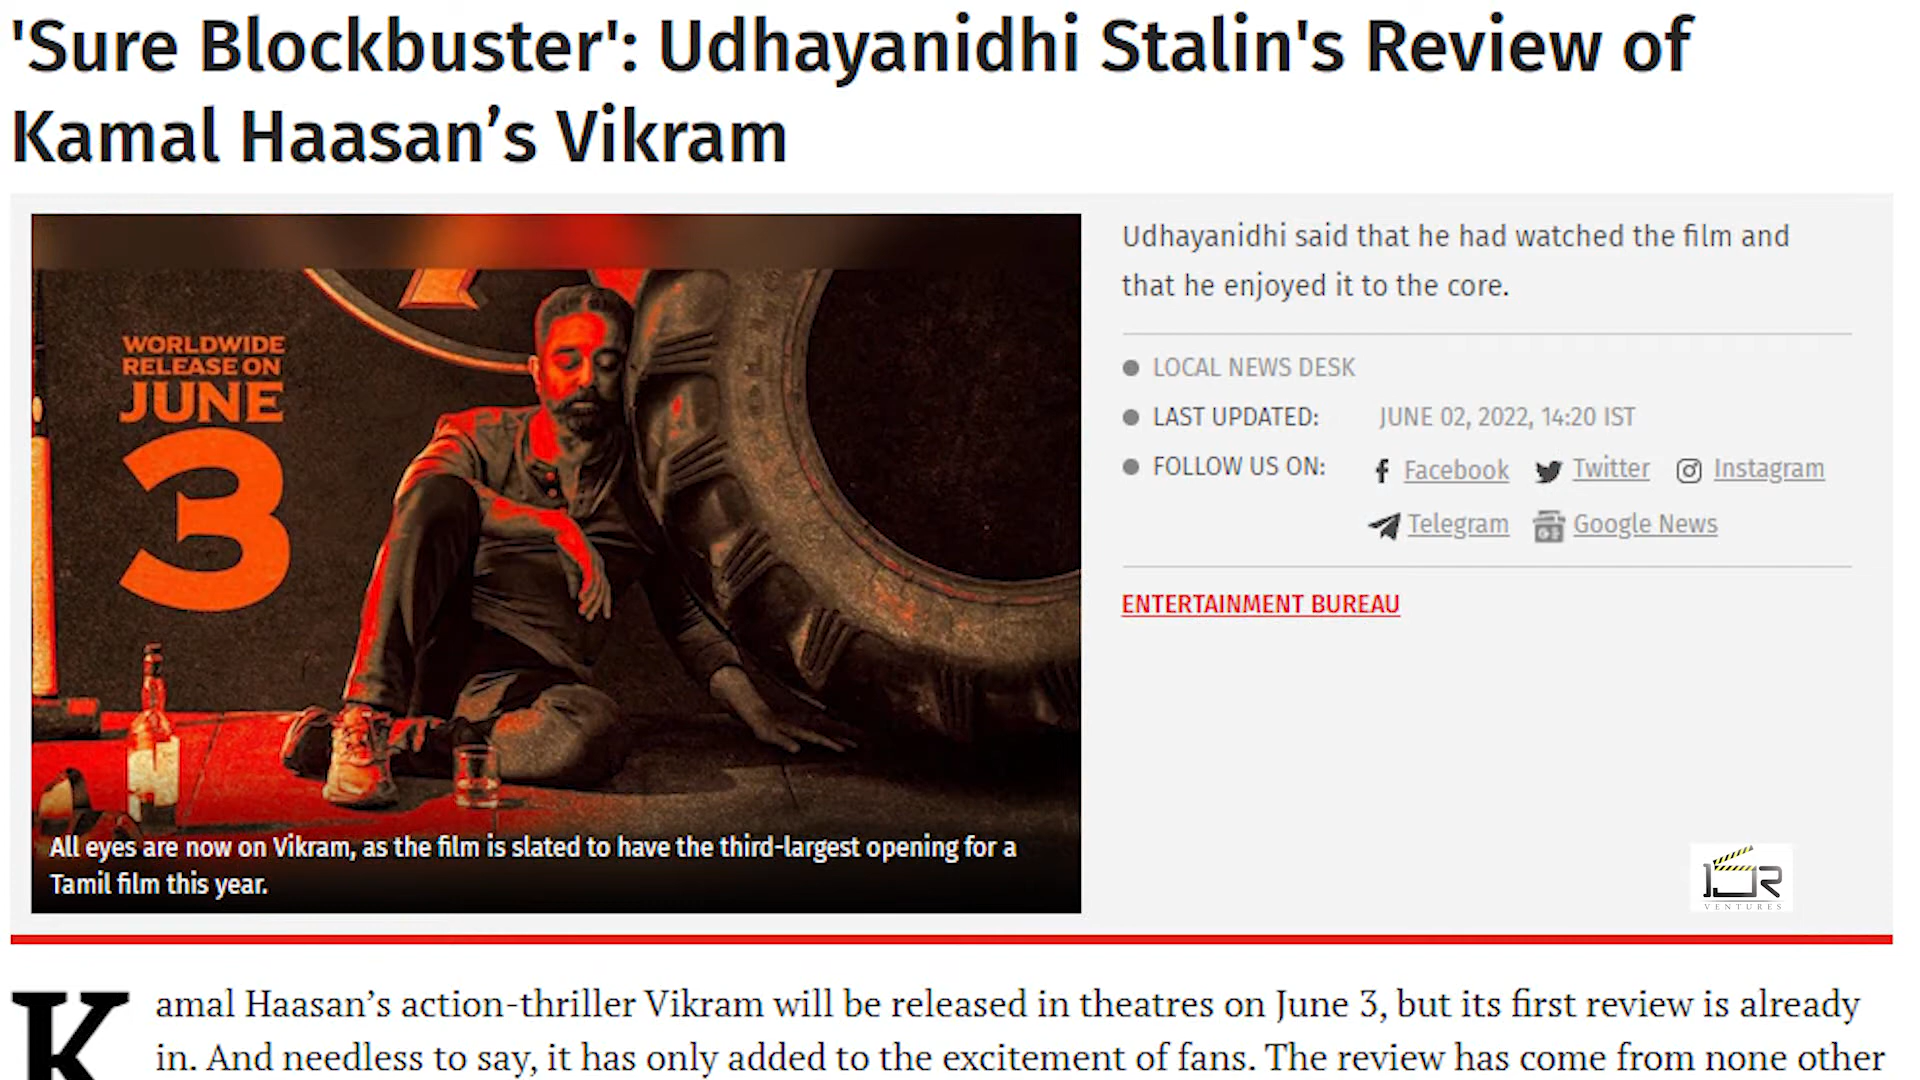 'Sure Blockbuster': Udhayanidhi Stalin's Review of
Kamal Haasan’s Vikram
WORLDWIDE
RELEASE ON
JUNE
3
All eyes are now on Vikram, as the film is slated to have the third-largest opening for a
Tamil film this year.
Udhayanidhi said that he had watched the film and
that he enjoyed it to the core.
LOCAL NEWS DESK
LAST UPDATED: JUNE 02, 2022, 14:20 IST
FOLLOW US ON: Facebook Twitter Instagram
Telegram Google News
ENTERTAINMENT BUREAU
VENTURES
Kamal Haasan’s action-thriller Vikram will be released in theatres on June 3, but its first review is already
in. And needless to say, it has only added to the excitement of fans. The review has come from none other